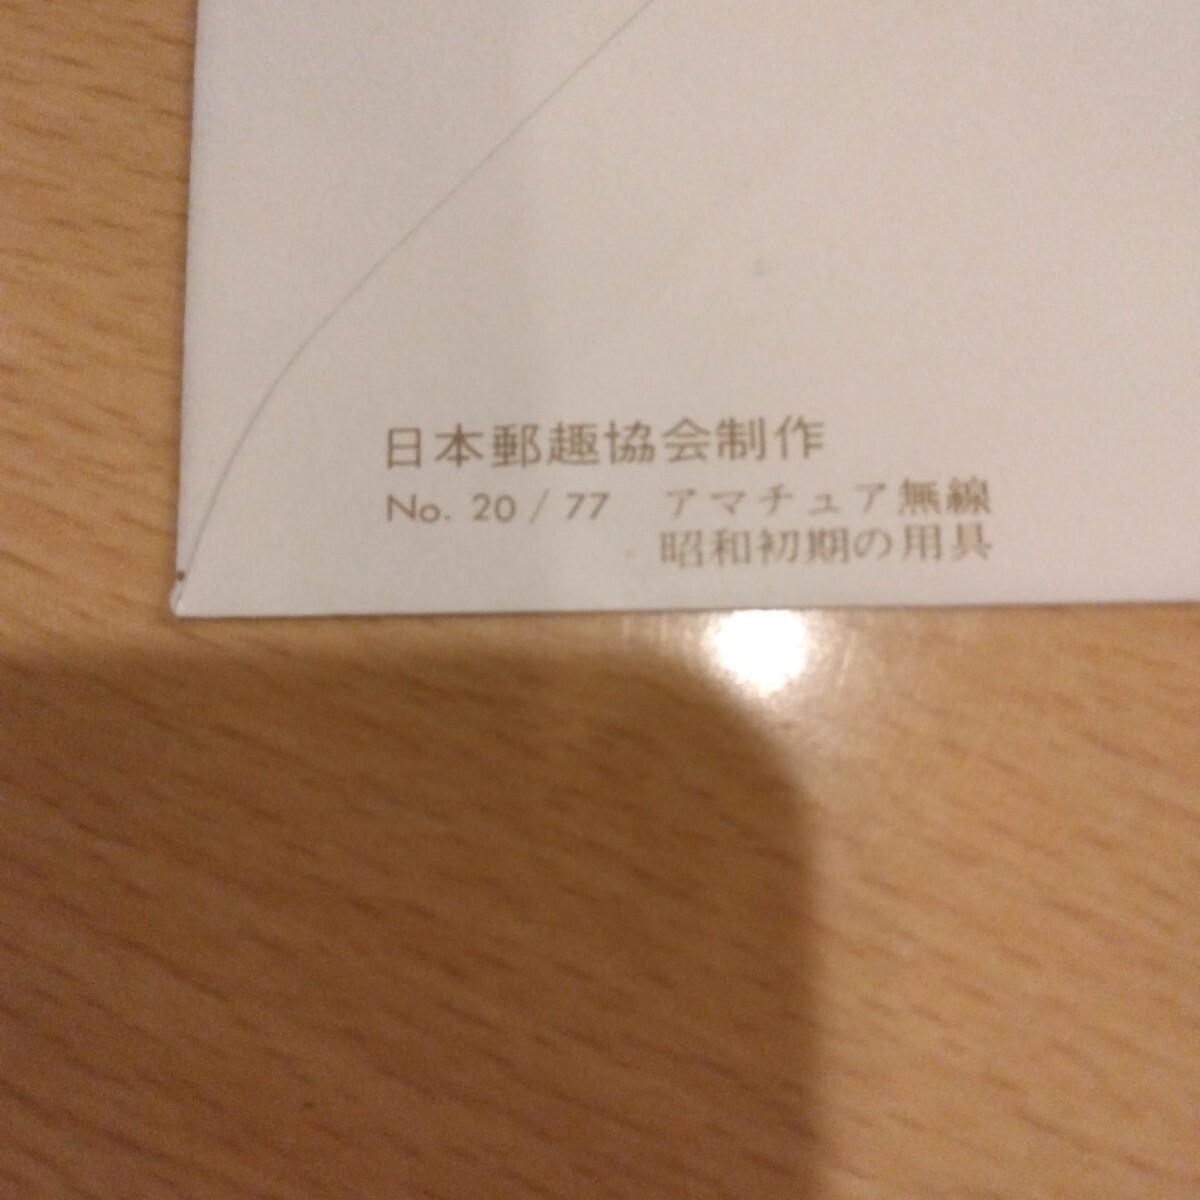 日本郵趣協会制作
No. 20 / 77 アマチュア無線
昭和初期の用具